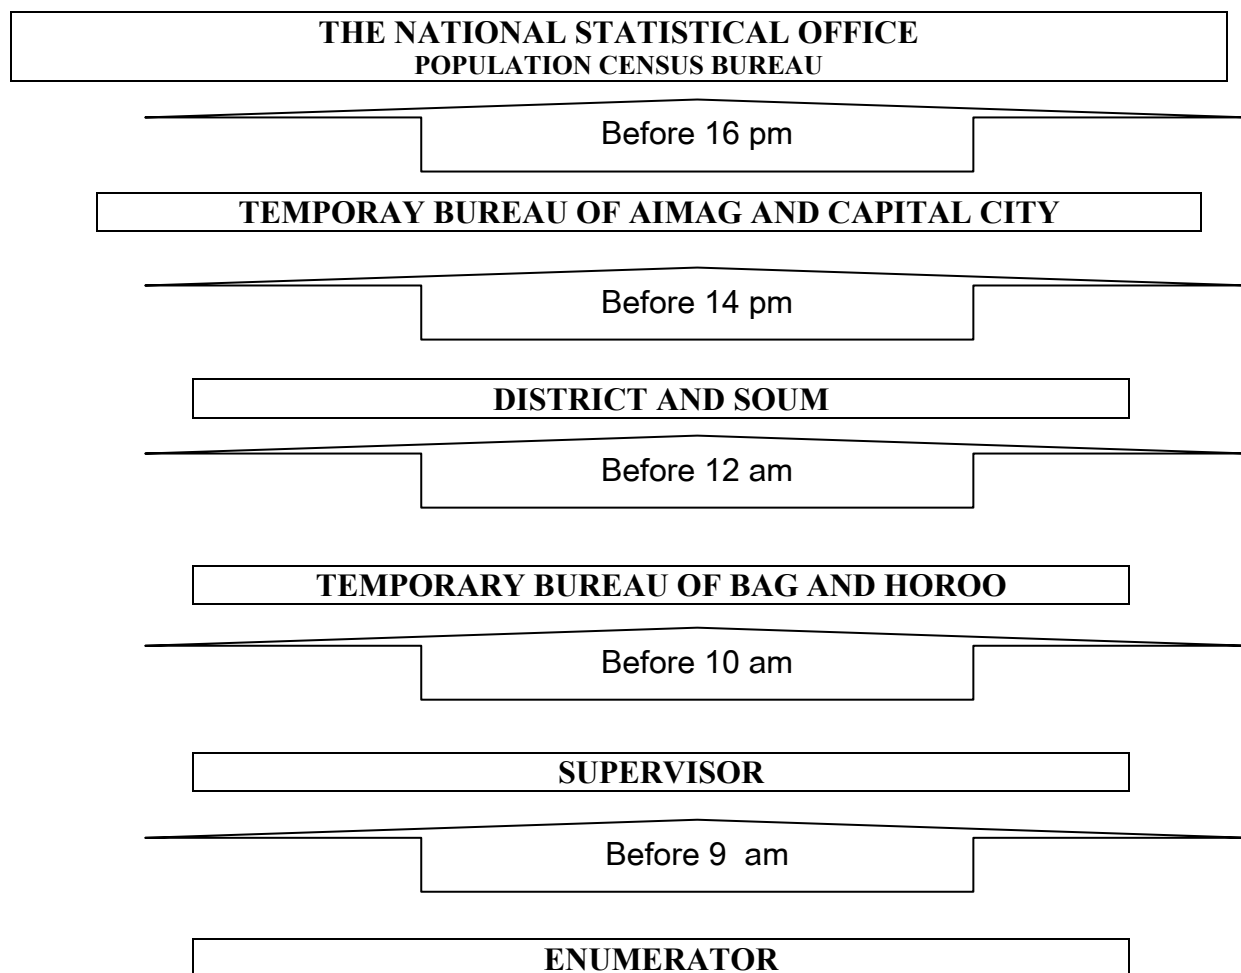 THE NATIONAL STATISTICAL OFFICE
POPULATION CENSUS BUREAU
Before 16 pm
TEMPORAY BUREAU OF AIMAG AND CAPITAL CITY
Before 14 pm
DISTRICT AND SOUM
Before 12 am
TEMPORARY BUREAU OF BAG AND HOROO
Before 10 am
SUPERVISOR
Before 9  am
ENUMERATOR